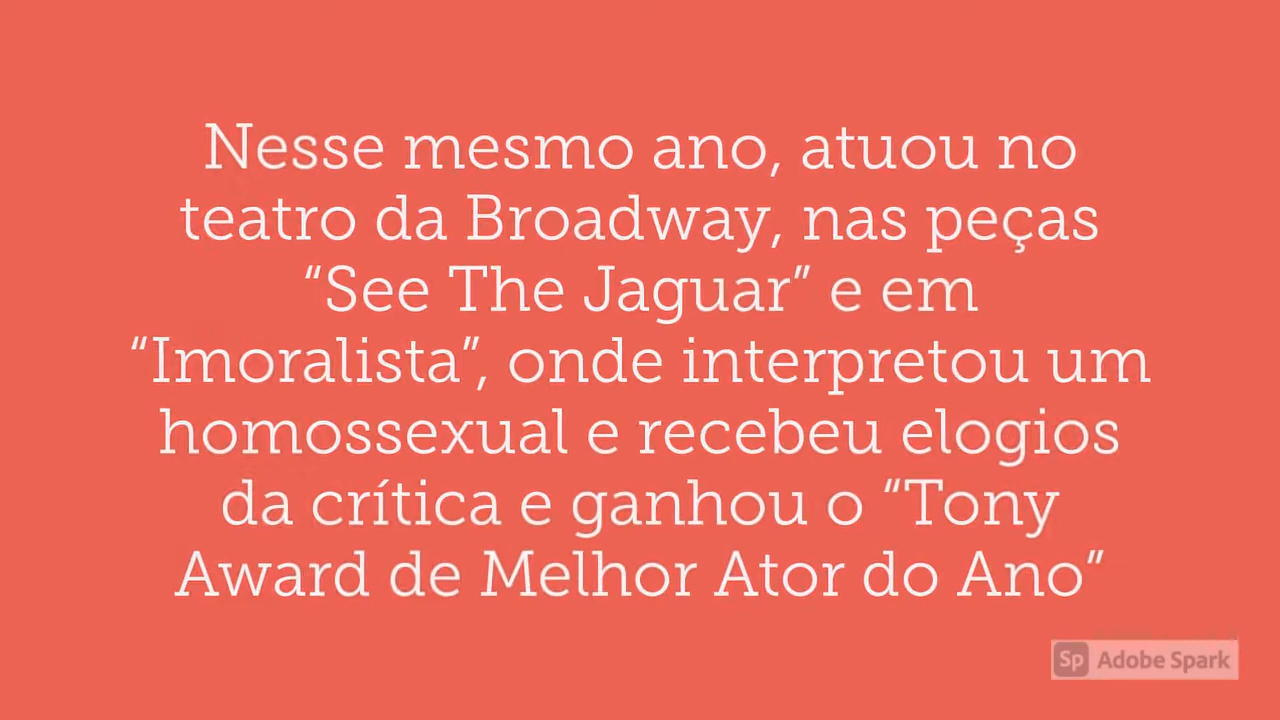 Nesse mesmo ano, atuou no
teatro da Broadway, nas peças
“See The Jaguar” e em
“Imoralista”, onde interpretou um
homossexual e recebeu elogios
da crítica e ganhou o “Tony
Award de Melhor Ator do Ano”
Sp Adobe Spark